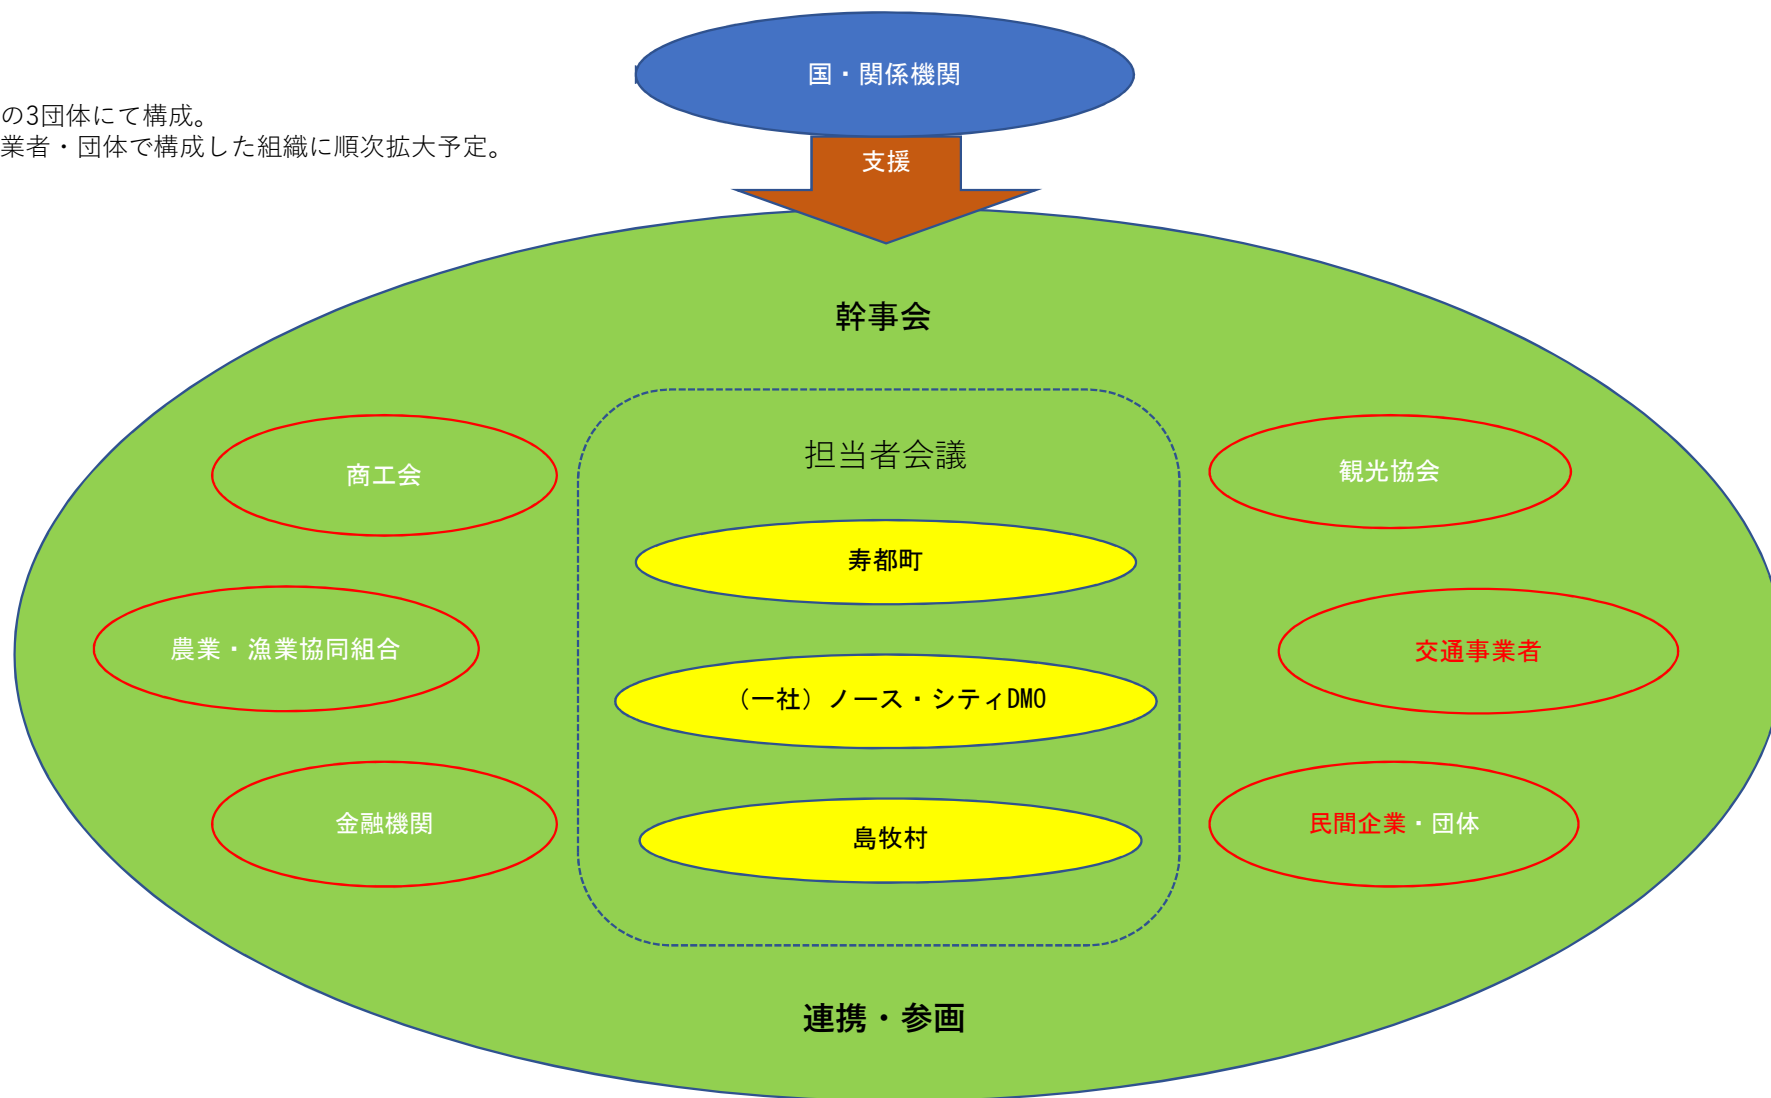 国・関係機関
の3団体にて構成。
業者・団体で構成した組織に順次拡大予定。
支援
幹事会
担当者会議
商工会
観光協会
寿都町
農業・漁業協同組合
交通事業者
（一社）ノース・シティDMO
金融機関
民間企業・団体
島牧村
連携・参画